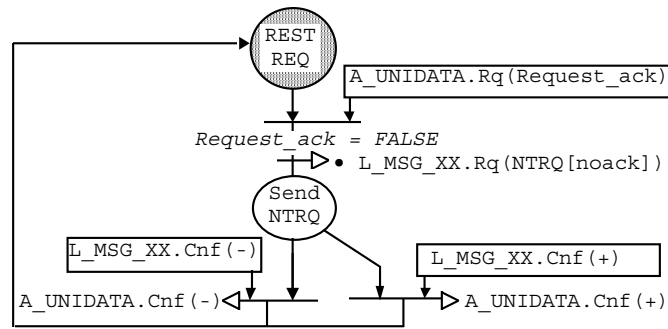 REST
REQ
A_UNIDATA.Rq(Request_ack)
Request_ack = FALSE
• L_MSG_XX.Rq(NTRQ[noack])
Send
NTRQ
L_MSG_XX.Cnf(-)
L_MSG_XX.Cnf(+)
A_UNIDATA.Cnf(-)
A_UNIDATA.Cnf(+)